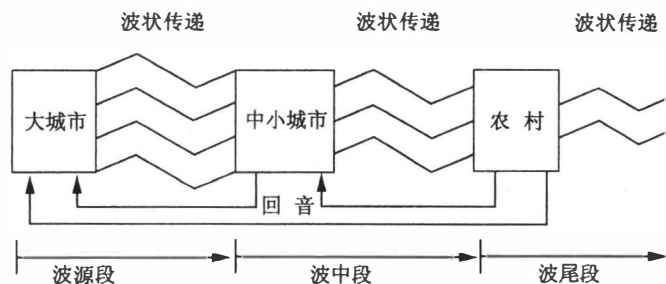 波状传递 波状传递 波状传递
大城市 中小城市 农村
回音
波源段 波中段 波尾段